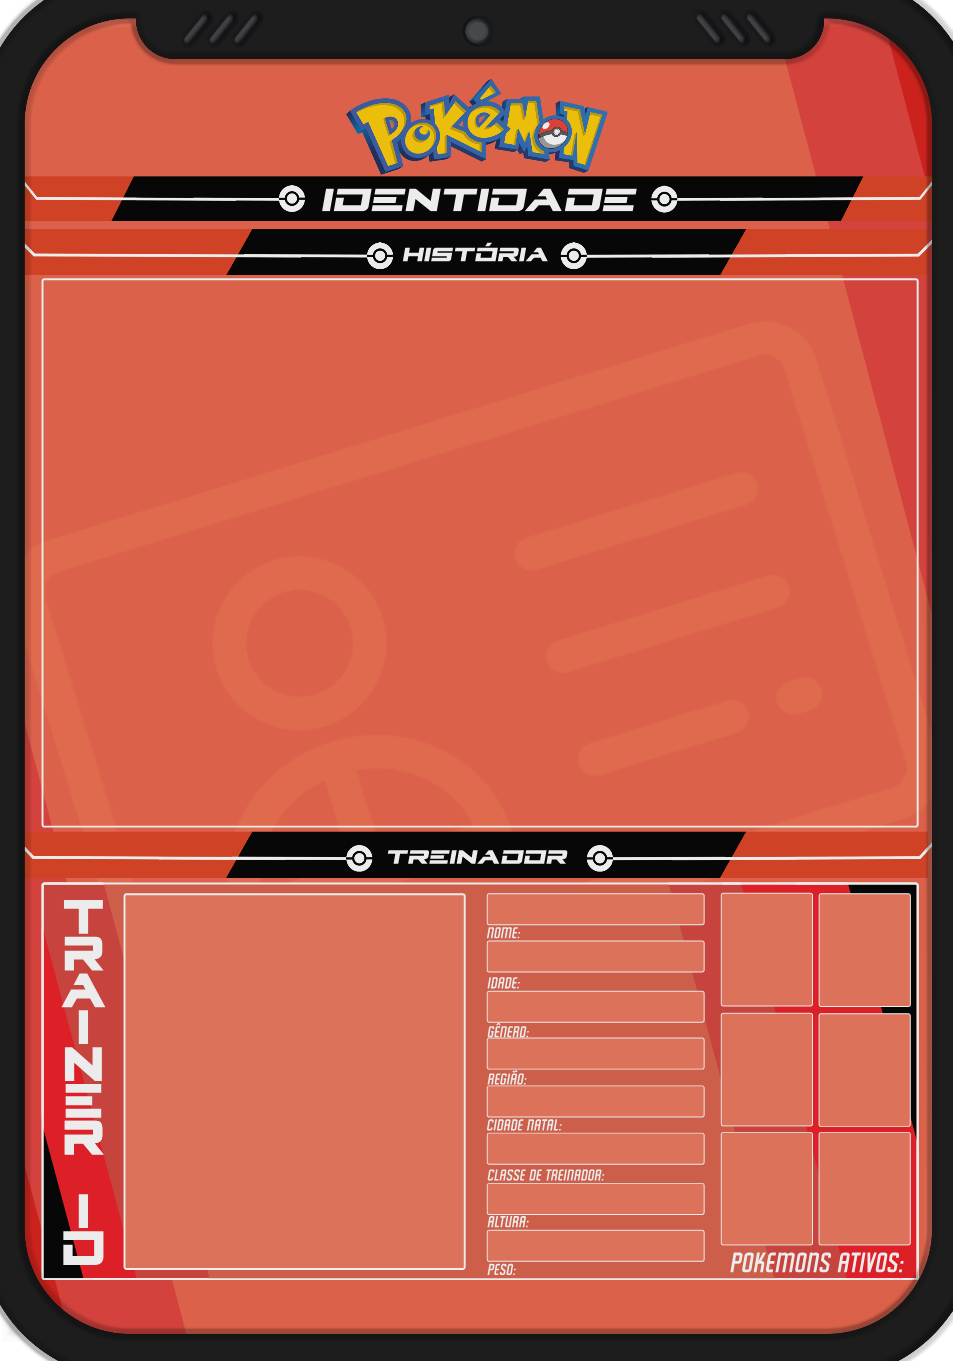 POKéMON
IDENTIDADE
HISTÓRIA
TREINADOR
TRAINER ID
NOME:
IDADE:
GÊNERO:
REGIÃO:
CIDADE NATAL:
CLASSE DE TREINADOR:
ALTURA:
PESO:
POKEMONS ATIVOS: